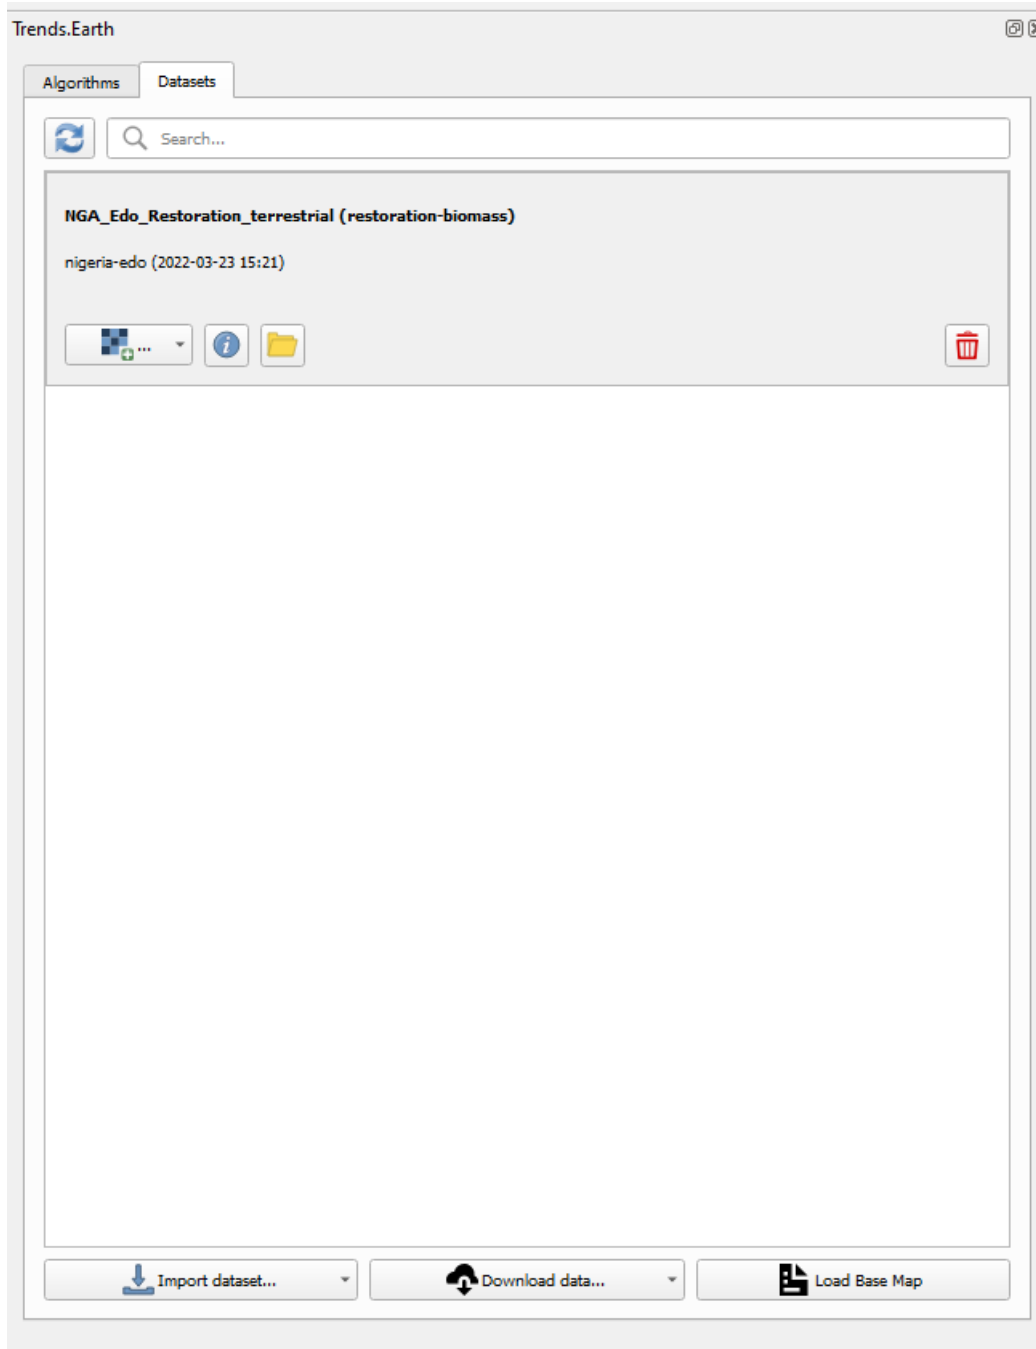 Trends.Earth
Algorithms Datasets
Search...
NGA_Edo_Restoration_terrestrial (restoration-biomass)
nigeria-edo (2022-03-23 15:21)
...
Import dataset... Download data... Load Base Map